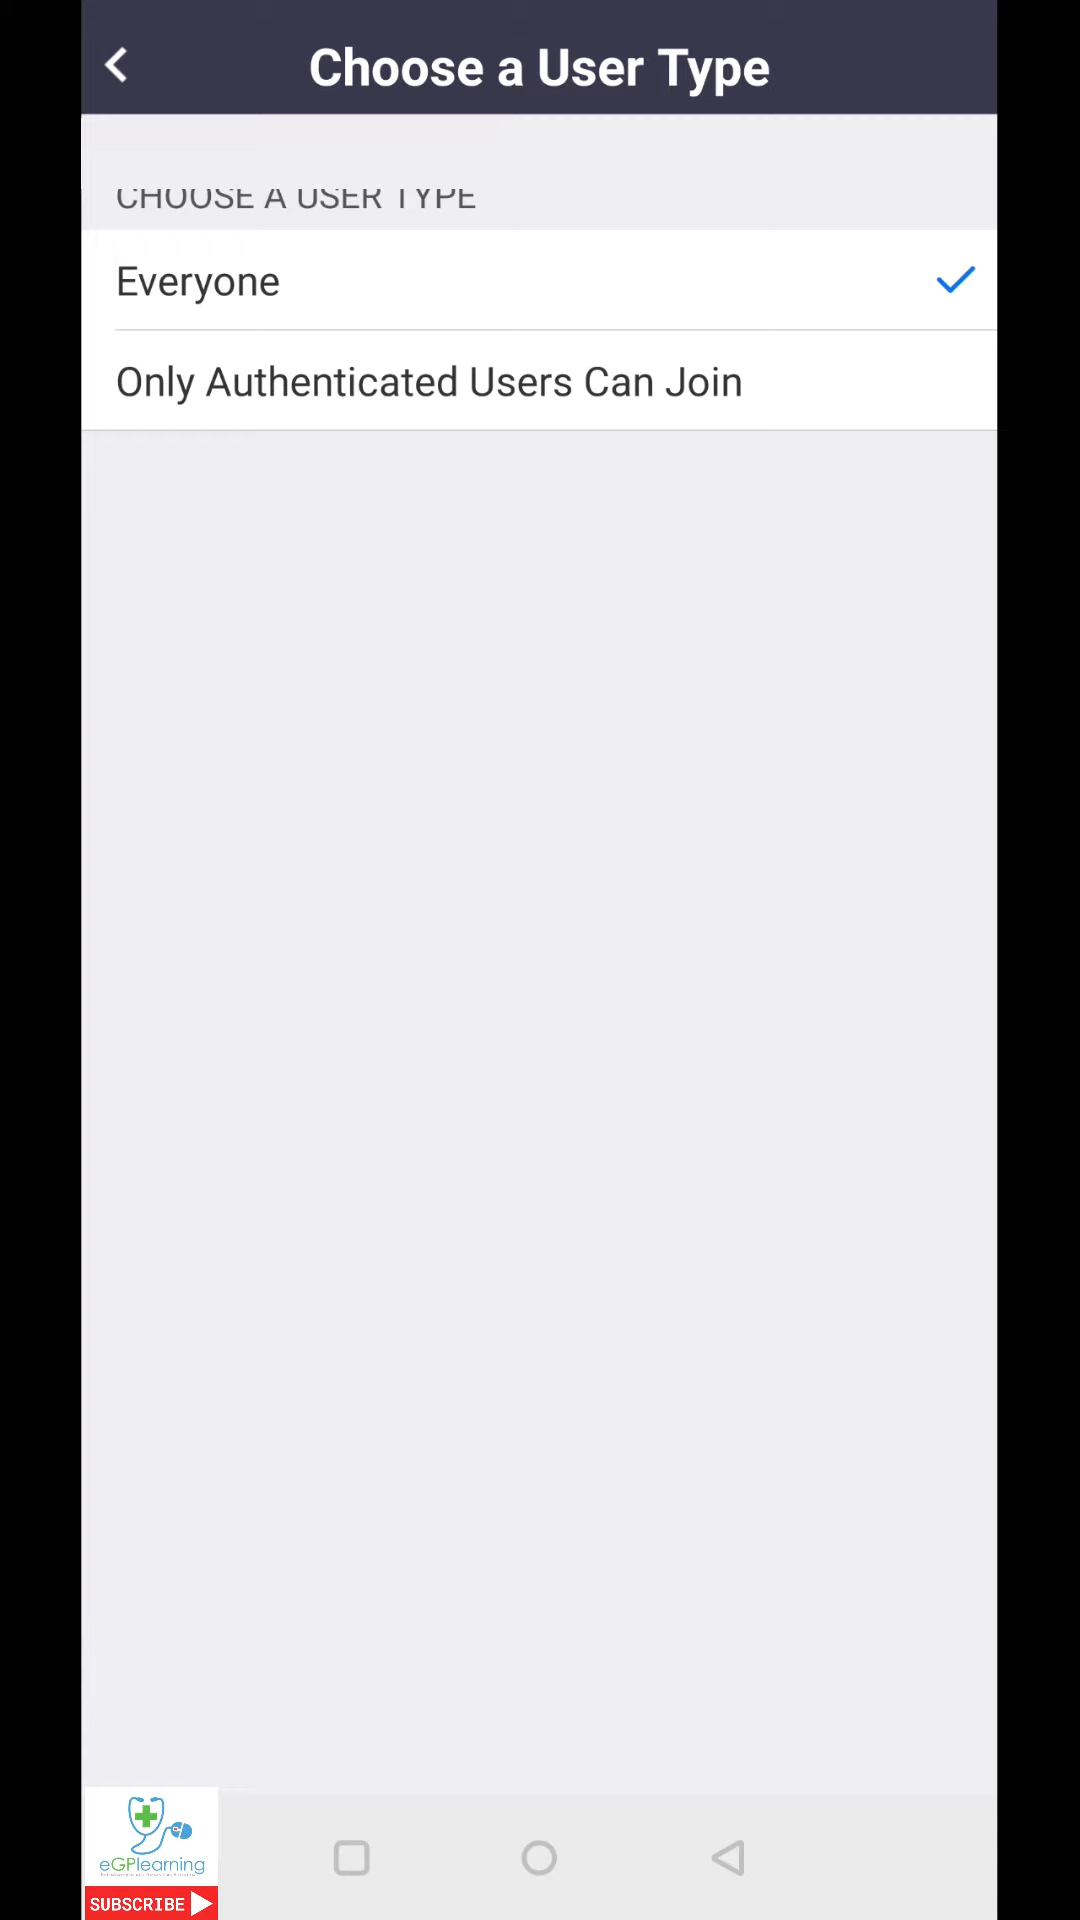 Choose a User Type
CHOOSE A USER TYPE
Everyone
Only Authenticated Users Can Join
eGPlearning
SUBSCRIBE